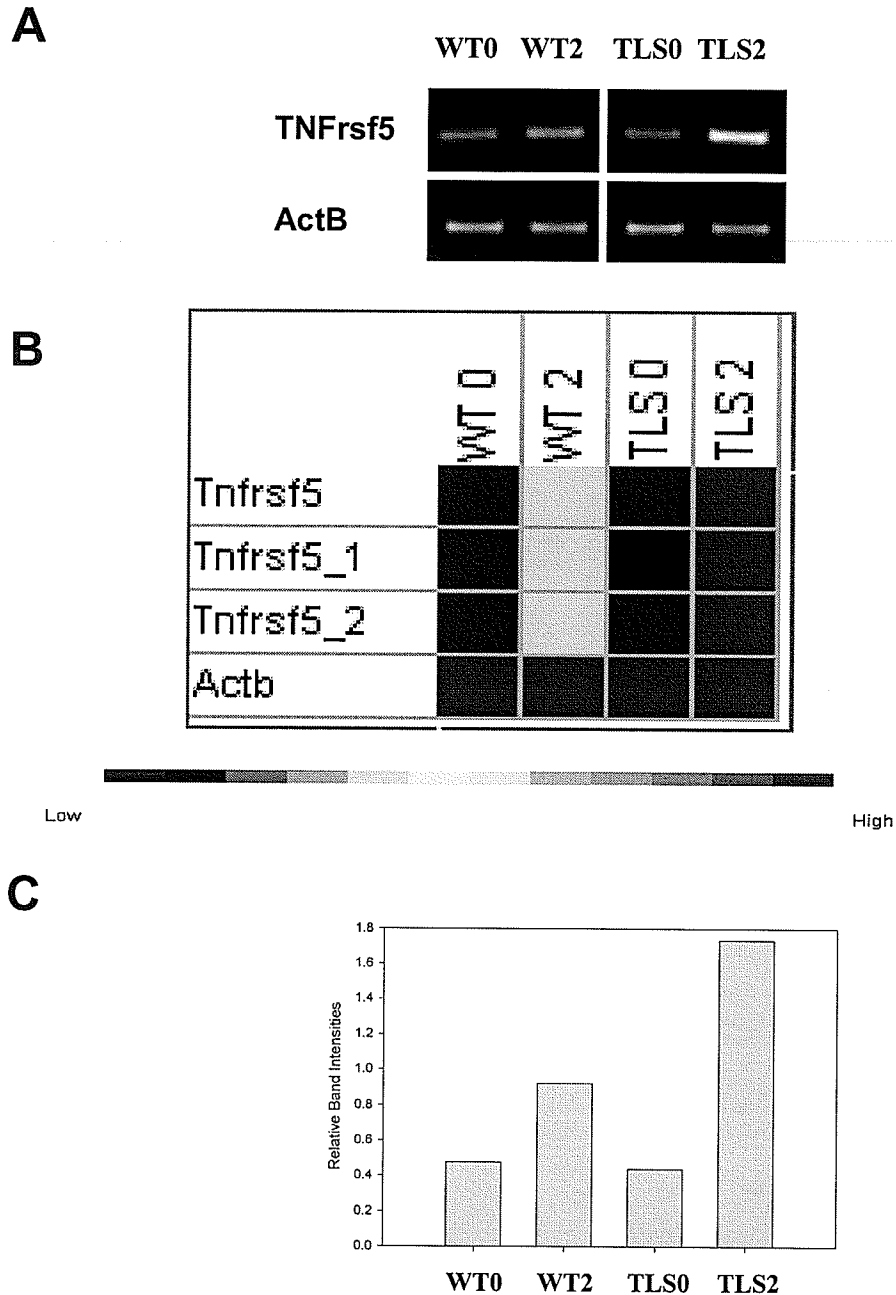 A
WT0 WT2 TLS0 TLS2
TNFrsf5
ActB
B
WT 0
WT 2
TLS 0
TLS 2
Tnfrsf5
Tnfrsf5_1
Tnfrsf5_2
Actb
Low High
C
Relative Band Intensities
1.8
1.6
1.4
1.2
1.0
0.8
0.6
0.4
0.2
0.0
WT0 WT2 TLS0 TLS2